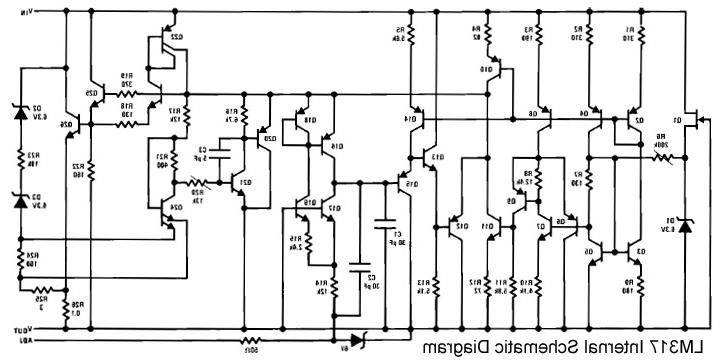 VIN
R1
310
R2
310
R3
190
R4
82
R5
5.6k
Q22
Q10
R19
370
Q25
R18
130
R17
12k
R16
6.7k
D2
6.3V
Q1
Q2
Q4
Q6
Q14
Q18
Q20
Q26
R6
200k
R7
130
R8
12.4k
Q13
Q16
C3
5 pF
R21
400
R22
160
R23
18k
Q15
Q21
R20
13k
D3
6.3V
D1
6.3V
Q9
Q8
Q7
Q12
Q11
Q19
Q17
Q24
C1
30 pF
C2
30 pF
R15
2.4k
Q3
Q5
R24
160
R9
180
R10
4.1k
R11
5.8k
R12
72
R13
5.1k
R14
12k
R25
3
R26
0.1
VOUT
ADJ
50Ω
6V
LM317 Internal Schematic Diagram